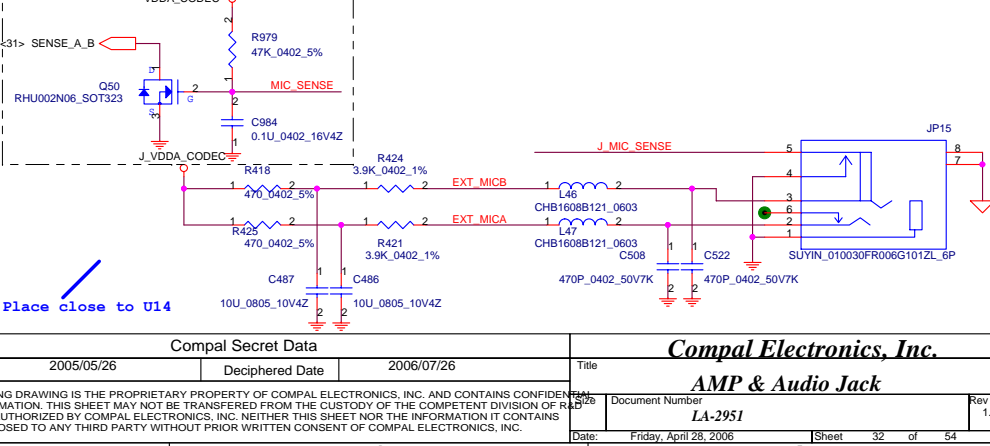 VDDA_CODEC
2
<31> SENSE_A_B
R979
47K_0402_5%
1
D
1
Q50
RHU002N06_SOT323
2
G
MIC_SENSE
S
3
2
C984
0.1U_0402_16V4Z
1
J_VDDA_CODEC
R424
3.9K_0402_1%
J_MIC_SENSE
JP15
5
8
7
4
R418
1
2
470_0402_5%
1
2
EXT_MICB
1
2
L46
CHB1608B121_0603
3
6
2
1
R425
1
2
470_0402_5%
1
2
R421
3.9K_0402_1%
EXT_MICA
1
2
L47
CHB1608B121_0603
SUYIN_010030FR006G101ZL_6P
C487
1
1
C486
10U_0805_10V4Z
10U_0805_10V4Z
2
2
C508
1
1
C522
470P_0402_50V7K
470P_0402_50V7K
2
2
Place close to U14
Compal Secret Data
2005/05/26
Deciphered Date
2006/07/26
Compal Electronics, Inc.
Title
AMP & Audio Jack
NG DRAWING IS THE PROPRIETARY PROPERTY OF COMPAL ELECTRONICS, INC. AND CONTAINS CONFIDENTIAL
MATION. THIS SHEET MAY NOT BE TRANSFERED FROM THE CUSTODY OF THE COMPETENT DIVISION OF R&D
UTHORIZED BY COMPAL ELECTRONICS, INC. NEITHER THIS SHEET NOR THE INFORMATION IT CONTAINS
OSED TO ANY THIRD PARTY WITHOUT PRIOR WRITTEN CONSENT OF COMPAL ELECTRONICS, INC.
Size
Document Number
LA-2951
Rev
1.
Date:
Friday, April 28, 2006
Sheet
32
of
54